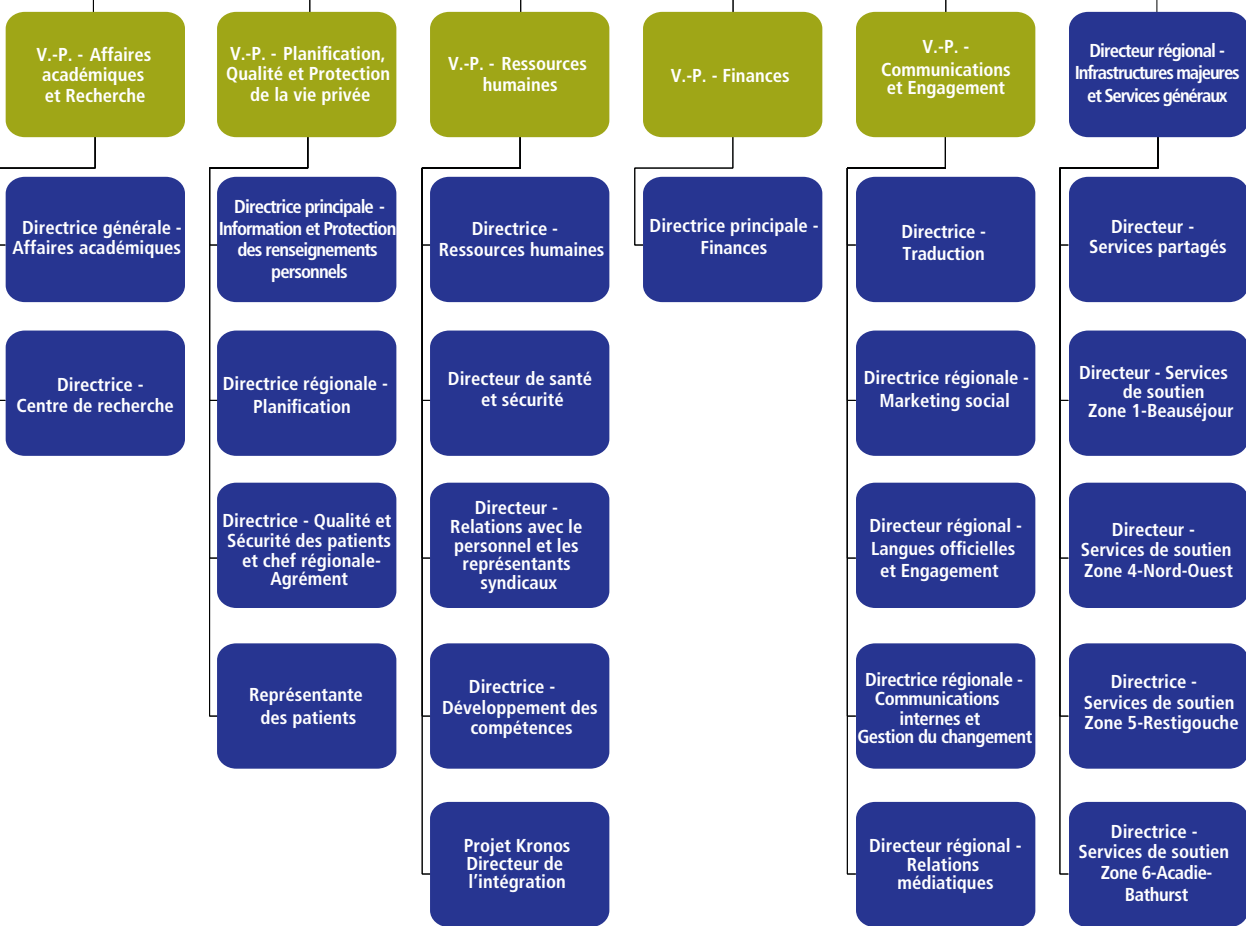 V.-P. - Affaires
académiques
et Recherche
V.-P. - Planification,
Qualité et Protection
de la vie privée
V.-P. - Ressources
humaines
V.-P. - Finances
V.-P. -
Communications
et Engagement
Directeur régional -
Infrastructures majeures
et Services généraux
Directrice générale -
Affaires académiques
Directrice principale -
Information et Protection
des renseignements
personnels
Directrice -
Ressources humaines
Directrice principale -
Finances
Directrice -
Traduction
Directeur -
Services partagés
Directrice -
Centre de recherche
Directrice régionale -
Planification
Directeur de santé
et sécurité
Directrice régionale -
Marketing social
Directeur - Services
de soutien
Zone 1-Beauséjour
Directrice - Qualité et
Sécurité des patients
et chef régionale-
Agrément
Directeur -
Relations avec le
personnel et les
représentants
syndicaux
Directeur régional -
Langues officielles
et Engagement
Directeur -
Services de soutien
Zone 4-Nord-Ouest
Représentante
des patients
Directrice -
Développement des
compétences
Directrice régionale -
Communications
internes et
Gestion du changement
Directrice -
Services de soutien
Zone 5-Restigouche
Projet Kronos
Directeur de
l'intégration
Directeur régional -
Relations
médiatiques
Directrice -
Services de soutien
Zone 6-Acadie-
Bathurst